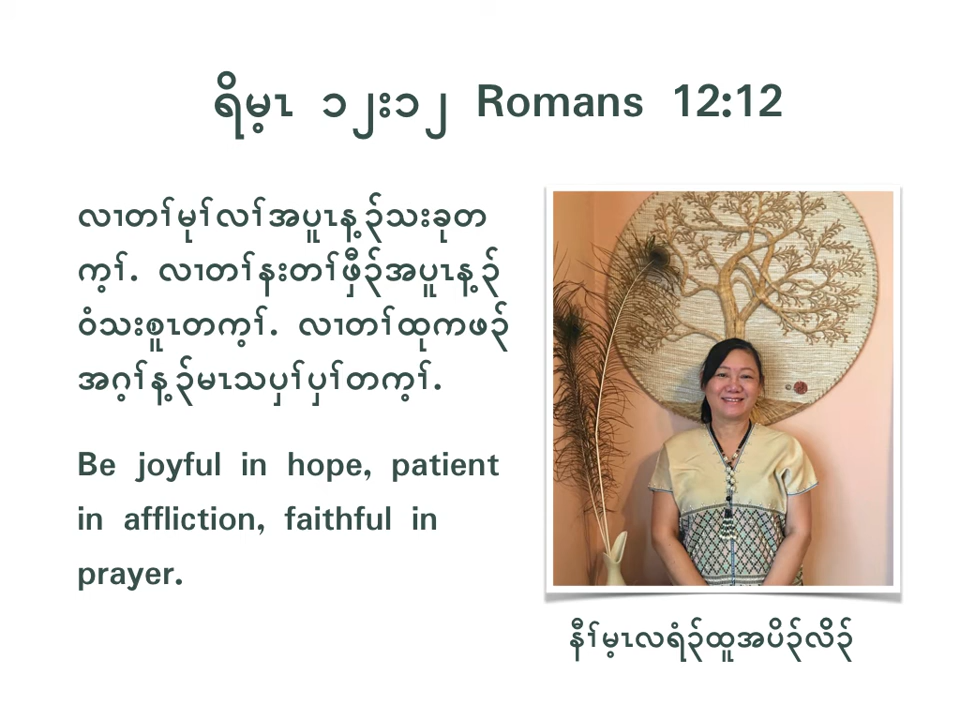 ရိမ့ၤ ၁၂း၁၂ Romans 12:12
လၢတၢ်မုၢ်လၢ်အပူၤန့ၣ်သးခုတ
က့ၢ်. လၢတၢ်နးတၢ်ဖှီၣ်အပူၤန့ၣ်
ဝံသးစူၤတက့ၢ်. လၢတၢ်ထုကဖၣ်
အဂ့ၢ်န့ၣ်မၤသပှၢ်ပှၢ်တက့ၢ်.
Be joyful in hope, patient
in affliction, faithful in
prayer.
နီၢ်မ့ၤလရံၣ်ထူအပိၣ်လိၣ်